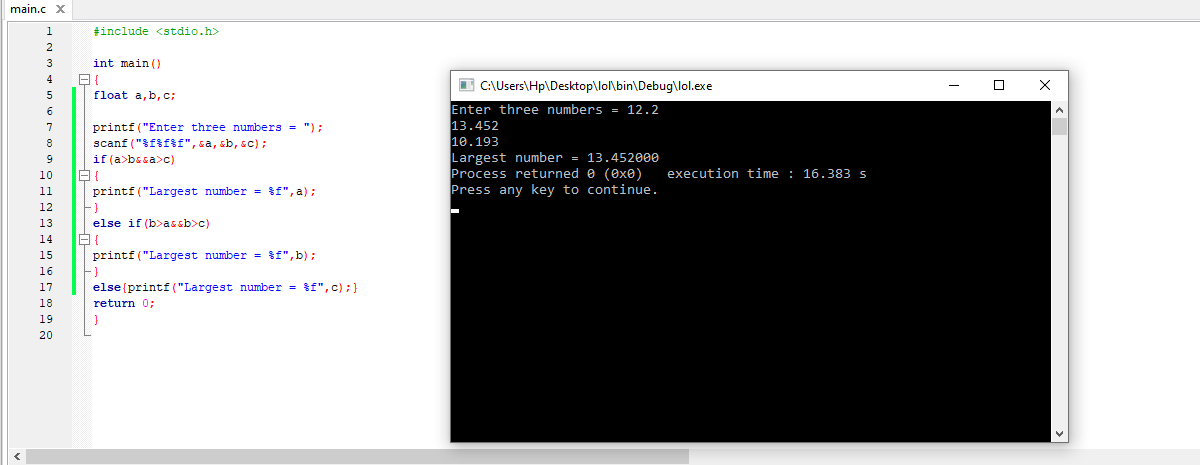 main.c X
1 #include <stdio.h>
2
3 int main()
4 {
5 float a,b,c;
6
7 printf("Enter three numbers = ");
8 scanf("%f%f%f",&a,&b,&c);
9 if(a>b&&a>c)
10 {
11 printf("Largest number = %f",a);
12 }
13 else if(b>a&&b>c)
14 {
15 printf("Largest number = %f",b);
16 }
17 else{printf("Largest number = %f",c);}
18 return 0;
19 }
20
C:\Users\Hp\Desktop\lol\bin\Debug\lol.exe
Enter three numbers = 12.2
13.452
10.193
Largest number = 13.452000
Process returned 0 (0x0)   execution time : 16.383 s
Press any key to continue.